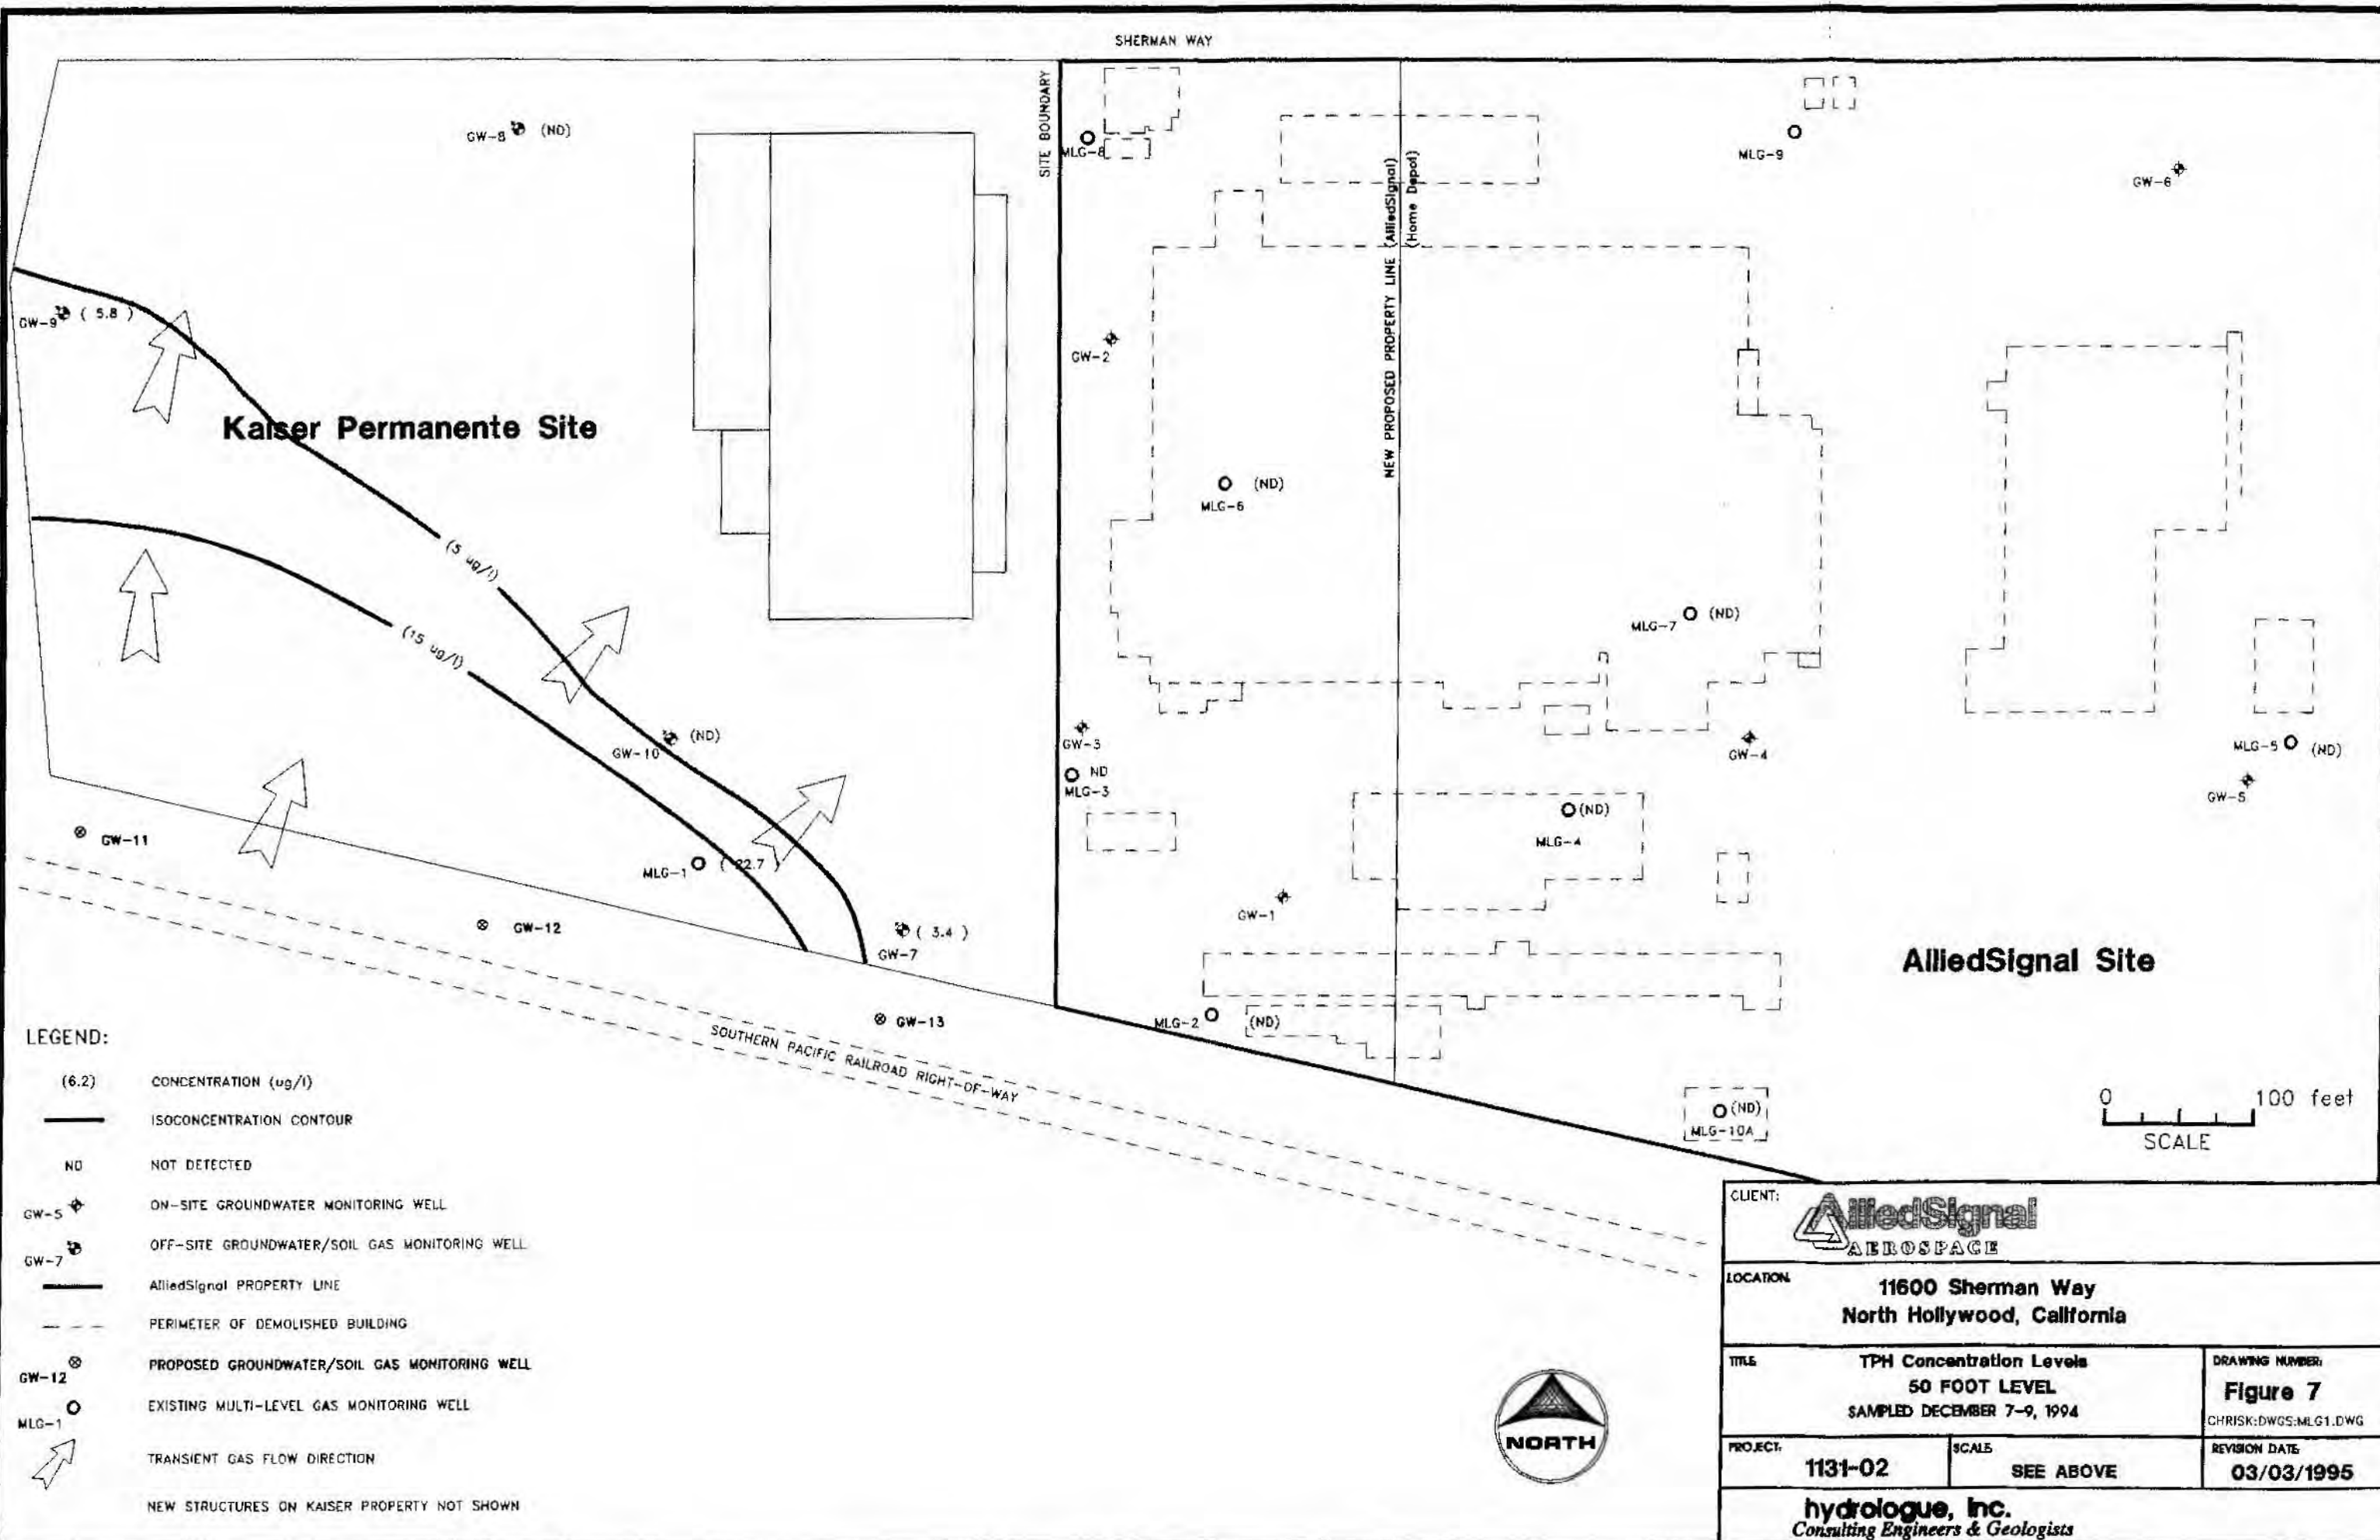 SHERMAN WAY
SITE BOUNDARY
GW-8 (ND)
MLG-8
MLG-9
GW-6
NEW PROPOSED PROPERTY LINE (AlliedSignal)
(Home Depot)
GW-9 ( 5.8 )
GW-2
Kaiser Permanente Site
(ND)
MLG-6
(5 ug/l)
(15 ug/l)
MLG-7 (ND)
GW-10 (ND)
GW-3
ND
MLG-3
GW-4
MLG-5 (ND)
GW-5
(ND)
MLG-4
GW-11
MLG-1 ( 22.7 )
GW-1
GW-12
( 3.4 )
GW-7
AlliedSignal Site
GW-13
MLG-2 (ND)
SOUTHERN PACIFIC RAILROAD RIGHT-OF-WAY
(ND)
MLG-10A
0 100 feet
SCALE
LEGEND:
(6.2) CONCENTRATION (ug/l)
ISOCONCENTRATION CONTOUR
ND NOT DETECTED
GW-5 ON-SITE GROUNDWATER MONITORING WELL
GW-7 OFF-SITE GROUNDWATER/SOIL GAS MONITORING WELL
AlliedSignal PROPERTY LINE
PERIMETER OF DEMOLISHED BUILDING
GW-12 PROPOSED GROUNDWATER/SOIL GAS MONITORING WELL
MLG-1 EXISTING MULTI-LEVEL GAS MONITORING WELL
TRANSIENT GAS FLOW DIRECTION
NEW STRUCTURES ON KAISER PROPERTY NOT SHOWN
NORTH
CLIENT:
AlliedSignal
AEROSPACE
LOCATION:
11600 Sherman Way
North Hollywood, California
TITLE:
TPH Concentration Levels
50 FOOT LEVEL
SAMPLED DECEMBER 7-9, 1994
DRAWING NUMBER:
Figure 7
CHRISK:DWGS:MLG1.DWG
PROJECT:
1131-02
SCALE
SEE ABOVE
REVISION DATE
03/03/1995
hydrologue, inc.
Consulting Engineers & Geologists